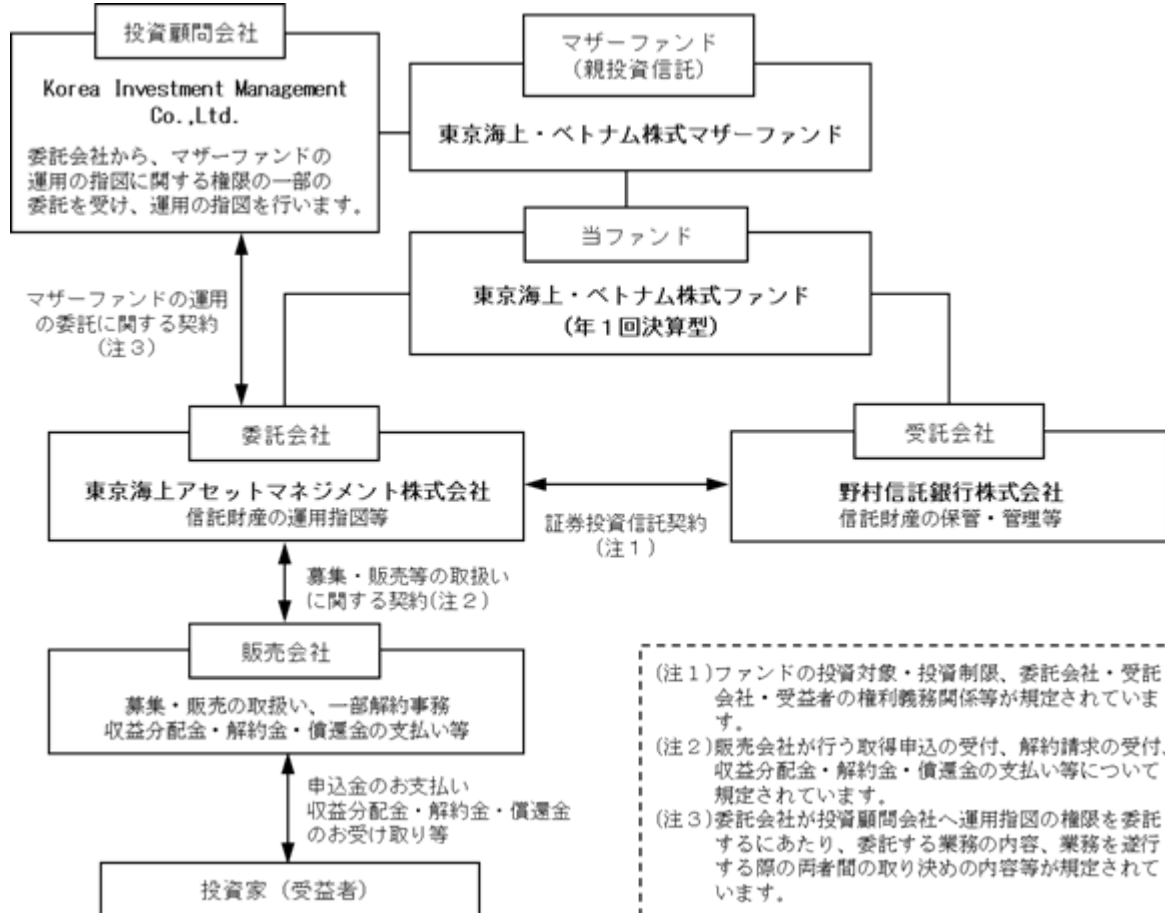 投資顧問会社
Korea Investment Management
Co.,Ltd.
委託会社から、マザーファンドの
運用の指図に関する権限の一部の
委託を受け、運用の指図を行います。
マザーファンド
(親投資信託)
東京海上・ベトナム株式マザーファンド
当ファンド
東京海上・ベトナム株式ファンド
(年1回決算型)
マザーファンドの運用
の委託に関する契約
(注3)
委託会社
東京海上アセットマネジメント株式会社
信託財産の運用指図等
証券投資信託契約
(注1)
受託会社
野村信託銀行株式会社
信託財産の保管・管理等
募集・販売等の取扱い
に関する契約(注2)
販売会社
募集・販売の取扱い、一部解約事務
収益分配金・解約金・償還金の支払い等
申込金のお支払い
収益分配金・解約金・償還金
のお受け取り等
投資家(受益者)
(注1)ファンドの投資対象・投資制限、委託会社・受託
会社・受益者の権利義務関係等が規定されていま
す。
(注2)販売会社が行う取得申込の受付、解約請求の受付、
収益分配金・解約金・償還金の支払い等について
規定されています。
(注3)委託会社が投資顧問会社へ運用指図の権限を委託
するにあたり、委託する業務の内容、業務を遂行
する際の両者間の取り決めの内容等が規定されて
います。